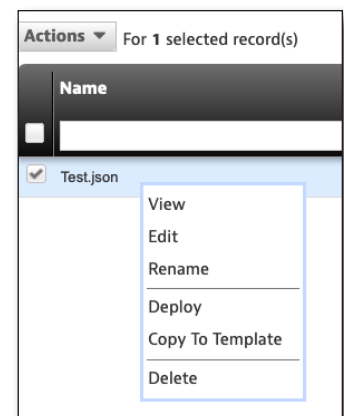 Actions For 1 selected record(s)
Name
Test.json
View
Edit
Rename
Deploy
Copy To Template
Delete